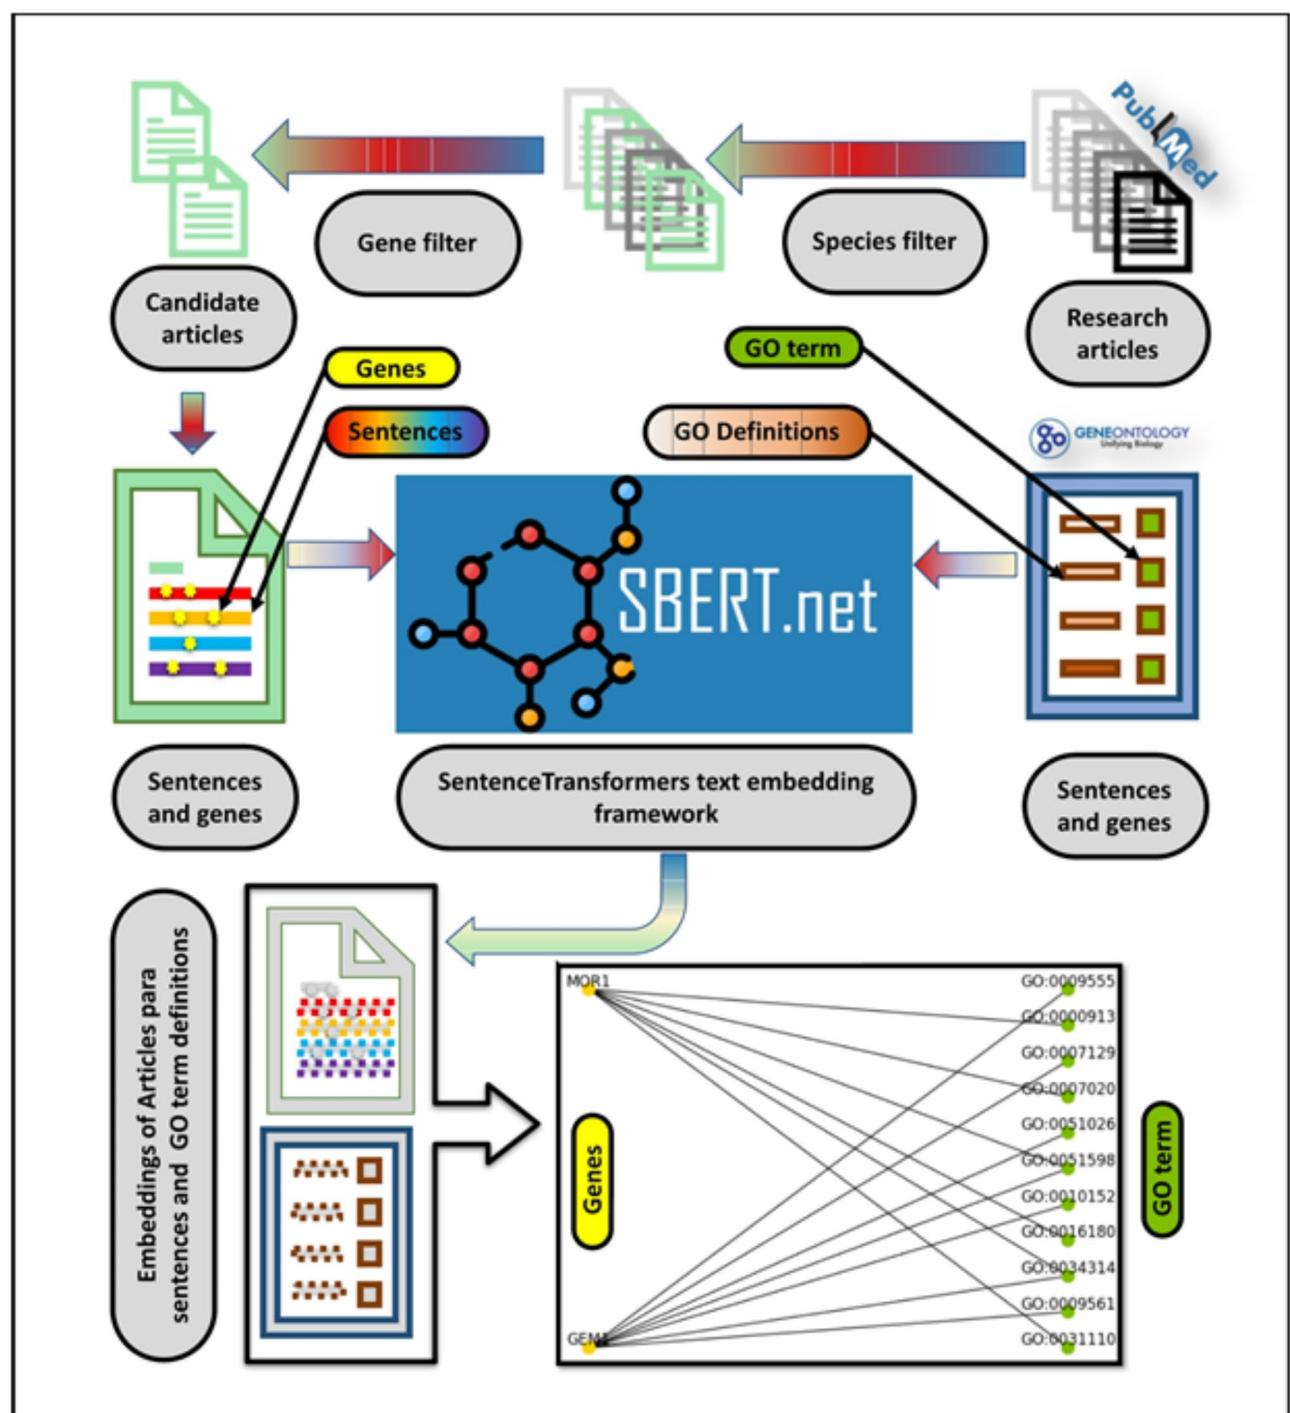 PubMed
Gene filter
Species filter
Candidate
articles
Research
articles
GO term
Genes
Sentences
GO Definitions
GENEONTOLOGY
Unifying Biology
SBERT.net
Sentences
and genes
SentenceTransformers text embedding
framework
Sentences
and genes
Embeddings of Articles para
sentences and GO term definitions
MOR1
GEM1
Genes
GO:0009555
GO:0000913
GO:0007129
GO:0007020
GO:0051026
GO:0051598
GO:0010152
GO:0016180
GO:0034314
GO:0009561
GO:0031110
GO term